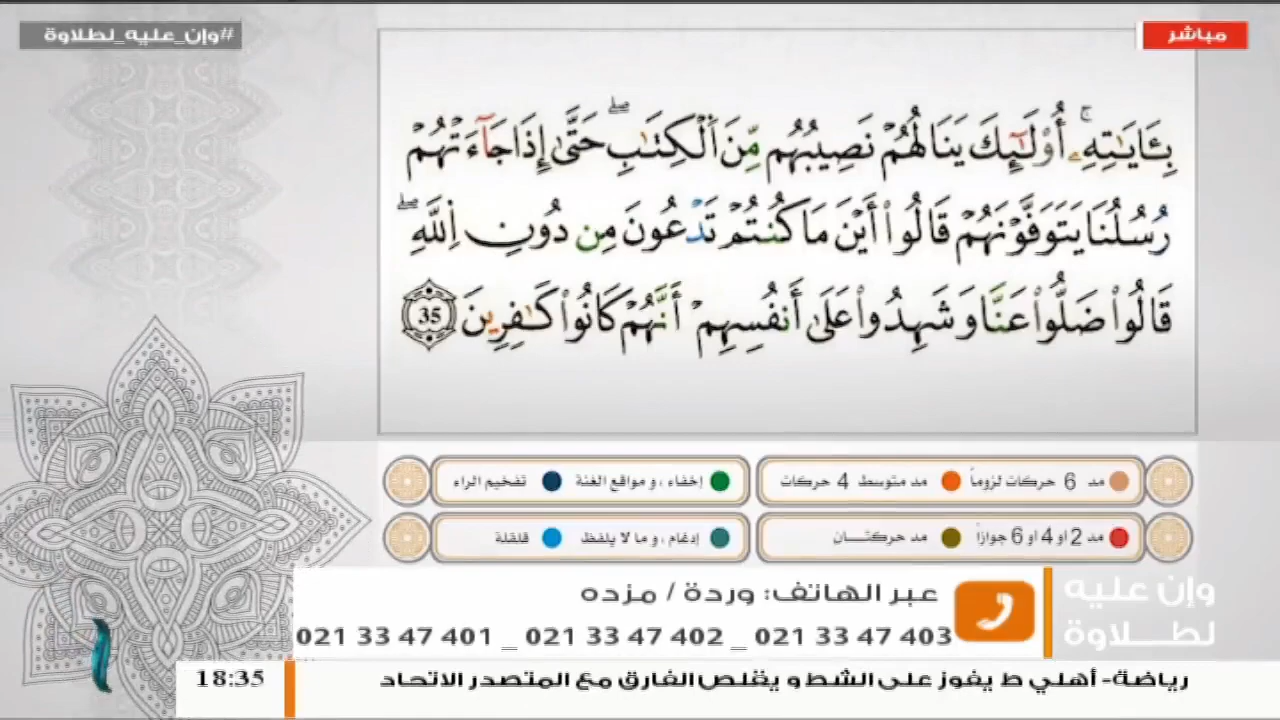 #وإن_عليه_لطلاوة
مباشر
بِـَٔايَٰتِهِۦٓۚ أُوْلَٰٓئِكَ يَنَالُهُمْ نَصِيبُهُم مِّنَ ٱلْكِتَٰبِۖ حَتَّىٰٓ إِذَا جَآءَتْهُمْ
رُسُلُنَا يَتَوَفَّوْنَهُمْ قَالُوٓا۟ أَيْنَ مَا كُنتُمْ تَدْعُونَ مِن دُونِ ٱللَّهِۖ
قَالُوا۟ ضَلُّوا۟ عَنَّا وَشَهِدُوا۟ عَلَىٰٓ أَنفُسِهِمْ أَنَّهُمْ كَانُوا۟ كَٰفِرِينَ 35
مد 6 حركات لزوماً مد متوسط 4 حركات
إخفاء ، و مواقع الغنة تفخيم الراء
مد 2 او 4 او 6 جوازاً مد حركتـــان
إدغام ، و ما لا يلفظ قلقلة
وإن عليه
لطـــلاوة
عبر الهاتف: وردة / مزده
021 33 47 401 _ 021 33 47 402 _ 021 33 47 403
رياضة- أهلي ط يفوز على الشط و يقلص الفارق مع المتصدر الاتحاد
18:35